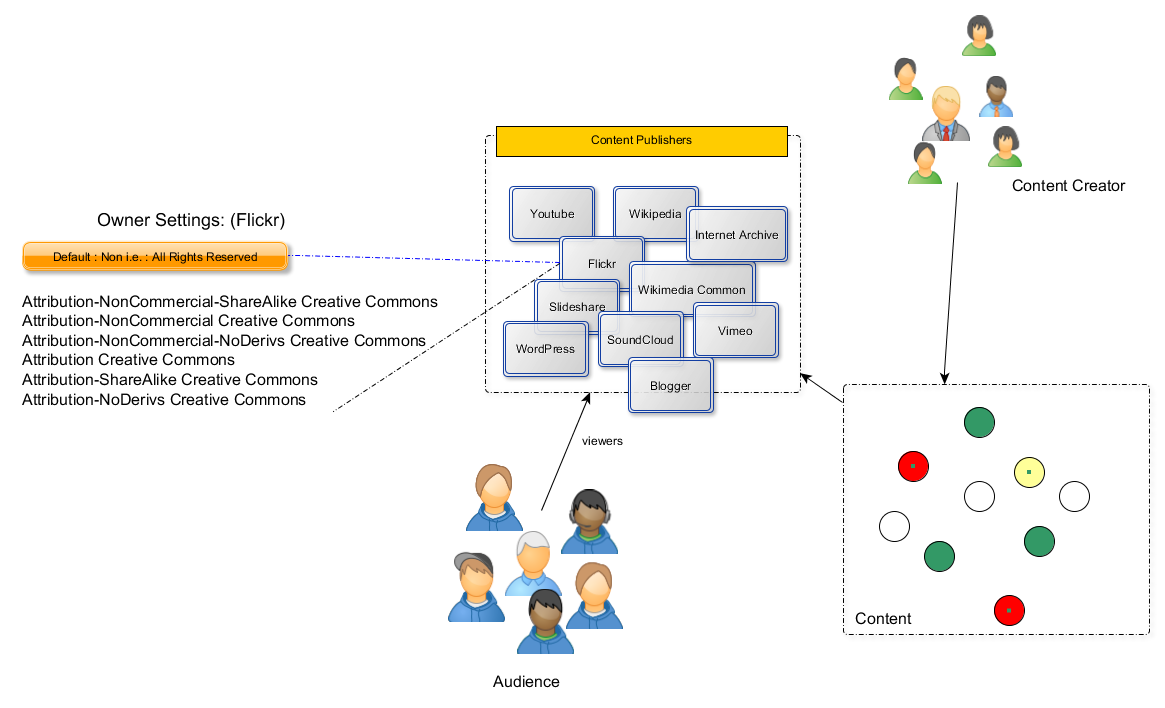 Content Publishers
Content Creator
Youtube
Wikipedia
Internet Archive
Flickr
Wikimedia Common
Slideshare
Vimeo
SoundCloud
WordPress
Blogger
Owner Settings: (Flickr)
Default : Non i.e. : All Rights Reserved
Attribution-NonCommercial-ShareAlike Creative Commons
Attribution-NonCommercial Creative Commons
Attribution-NonCommercial-NoDerivs Creative Commons
Attribution Creative Commons
Attribution-ShareAlike Creative Commons
Attribution-NoDerivs Creative Commons
viewers
Content
Audience